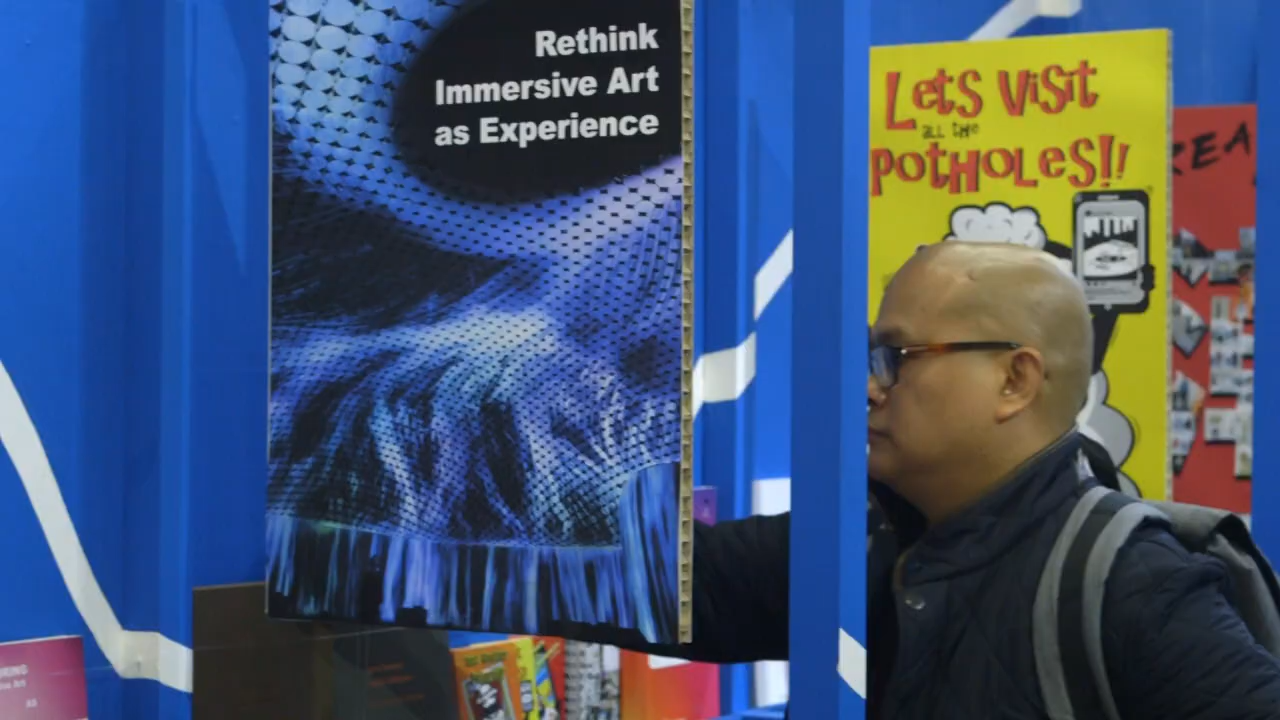 Rethink
Immersive Art
as Experience
Lets Visit
all the
Potholes!!
REA